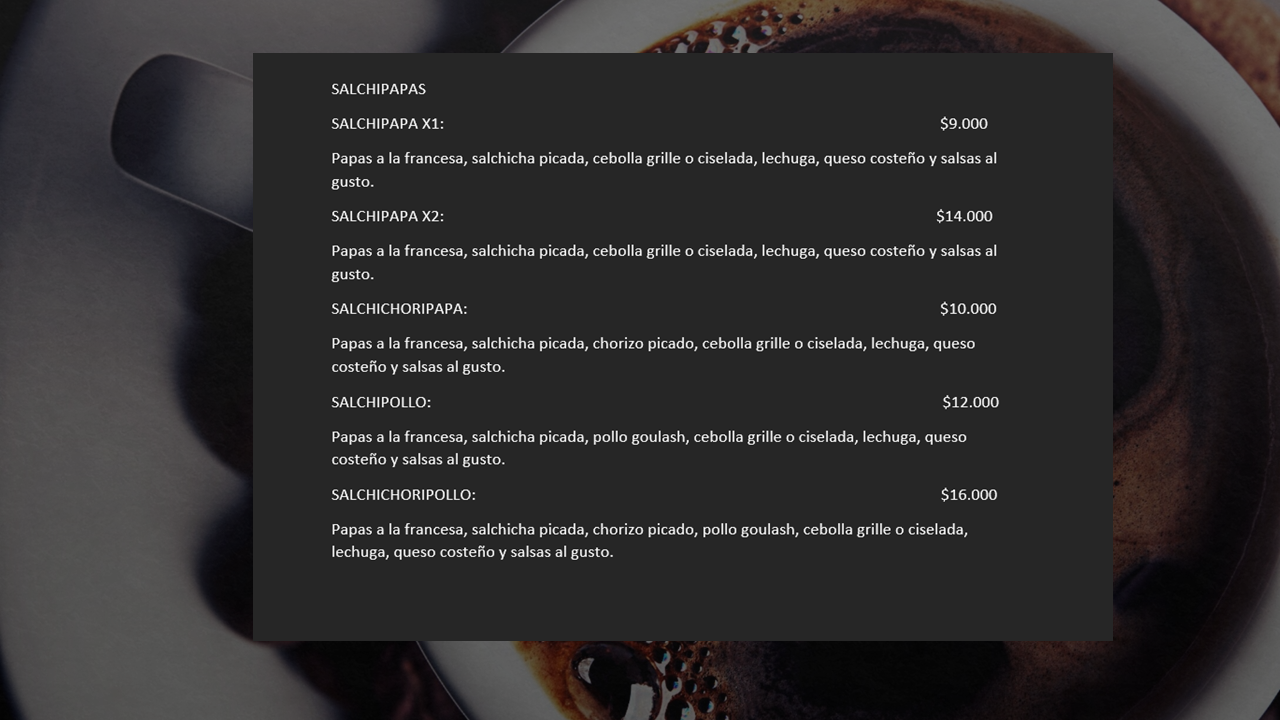 SALCHIPAPAS
SALCHIPAPA X1: $9.000
Papas a la francesa, salchicha picada, cebolla grille o ciselada, lechuga, queso costeño y salsas al
gusto.
SALCHIPAPA X2: $14.000
Papas a la francesa, salchicha picada, cebolla grille o ciselada, lechuga, queso costeño y salsas al
gusto.
SALCHICHORIPAPA: $10.000
Papas a la francesa, salchicha picada, chorizo picado, cebolla grille o ciselada, lechuga, queso
costeño y salsas al gusto.
SALCHIPOLLO: $12.000
Papas a la francesa, salchicha picada, pollo goulash, cebolla grille o ciselada, lechuga, queso
costeño y salsas al gusto.
SALCHICHORIPOLLO: $16.000
Papas a la francesa, salchicha picada, chorizo picado, pollo goulash, cebolla grille o ciselada,
lechuga, queso costeño y salsas al gusto.